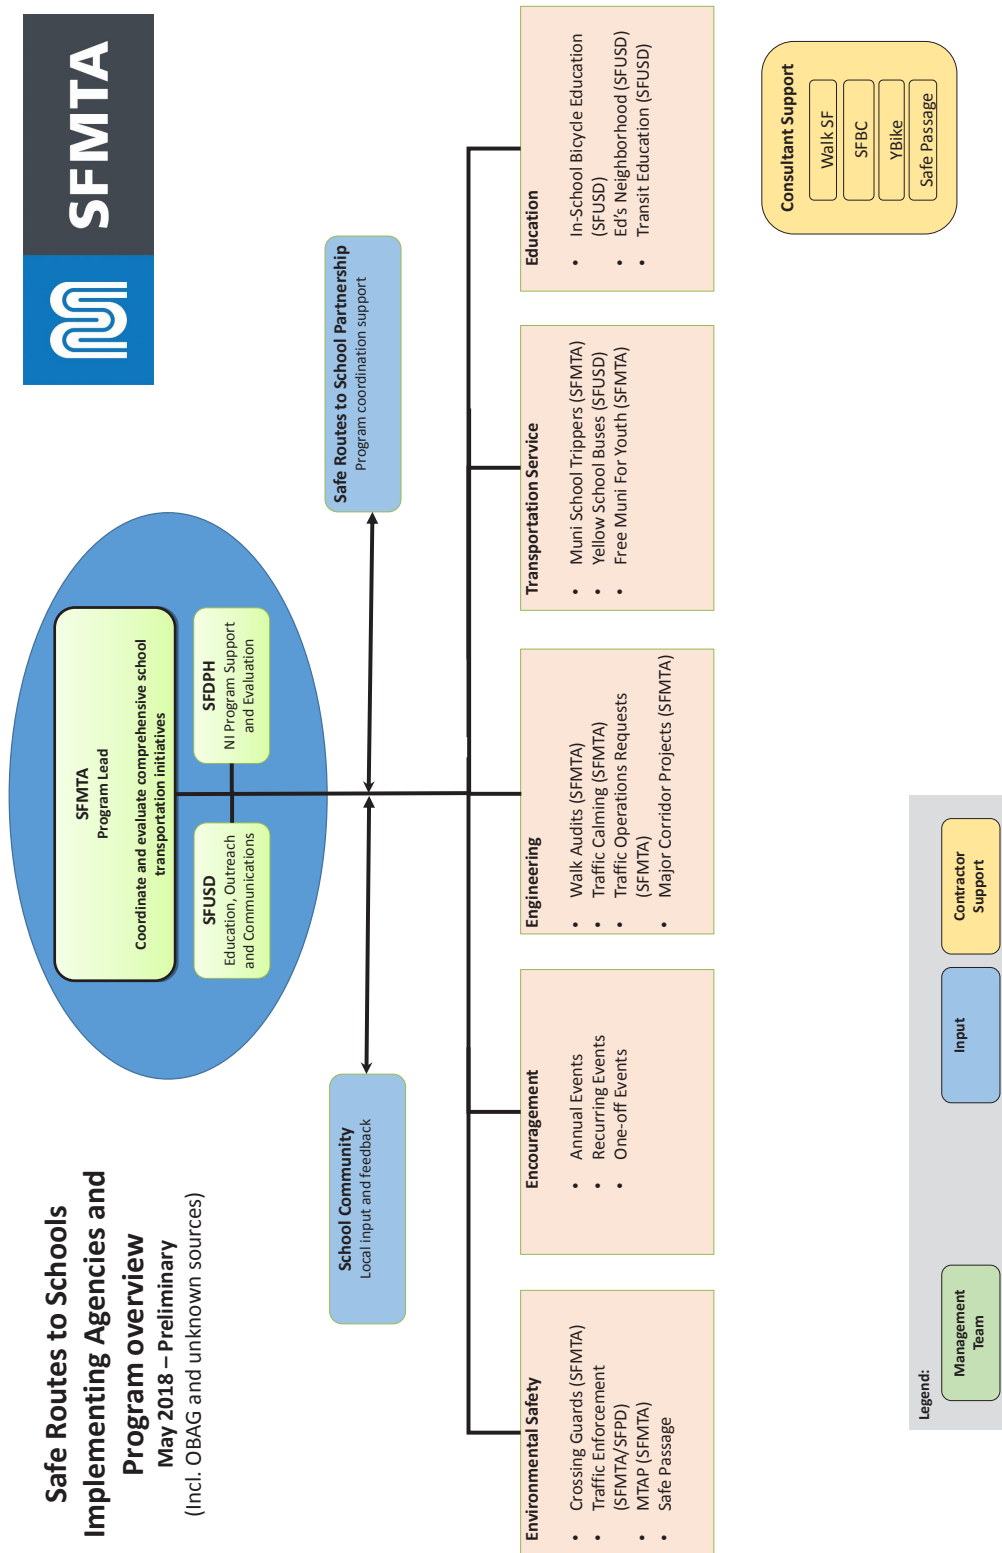 Safe Routes to Schools
Implementing Agencies and
Program overview
May 2018 – Preliminary
(Incl. OBAG and unknown sources)
SFMTA
SFMTA
Program Lead
Coordinate and evaluate comprehensive school
transportation initiatives
SFUSD
Education, Outreach
and Communications
SFDPH
NI Program Support
and Evaluation
School Community
Local input and feedback
Safe Routes to School Partnership
Program coordination support
Environmental Safety
• Crossing Guards (SFMTA)
• Traffic Enforcement
(SFMTA/SFPD)
• MTAP (SFMTA)
• Safe Passage
Encouragement
• Annual Events
• Recurring Events
• One-off Events
Engineering
• Walk Audits (SFMTA)
• Traffic Calming (SFMTA)
• Traffic Operations Requests
(SFMTA)
• Major Corridor Projects (SFMTA)
Transportation Service
• Muni School Trippers (SFMTA)
• Yellow School Buses (SFUSD)
• Free Muni For Youth (SFMTA)
Education
• In-School Bicycle Education
(SFUSD)
• Ed's Neighborhood (SFUSD)
• Transit Education (SFUSD)
Legend:
Management
Team
Input
Contractor
Support
Consultant Support
Walk SF
SFBC
YBike
Safe Passage